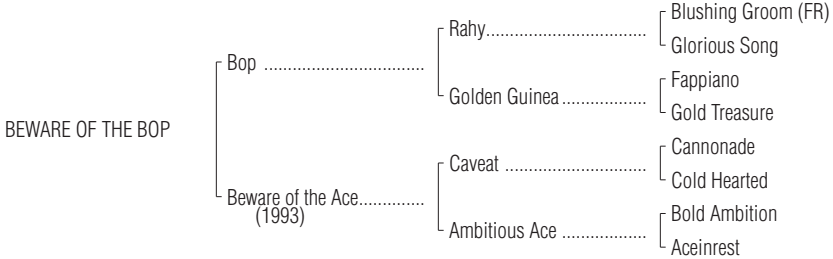 Blushing Groom (FR)
Rahy
Glorious Song
Bop
Fappiano
Golden Guinea
Gold Treasure
BEWARE OF THE BOP
Cannonade
Caveat
Cold Hearted
Beware of the Ace
(1993)
Bold Ambition
Ambitious Ace
Aceinrest